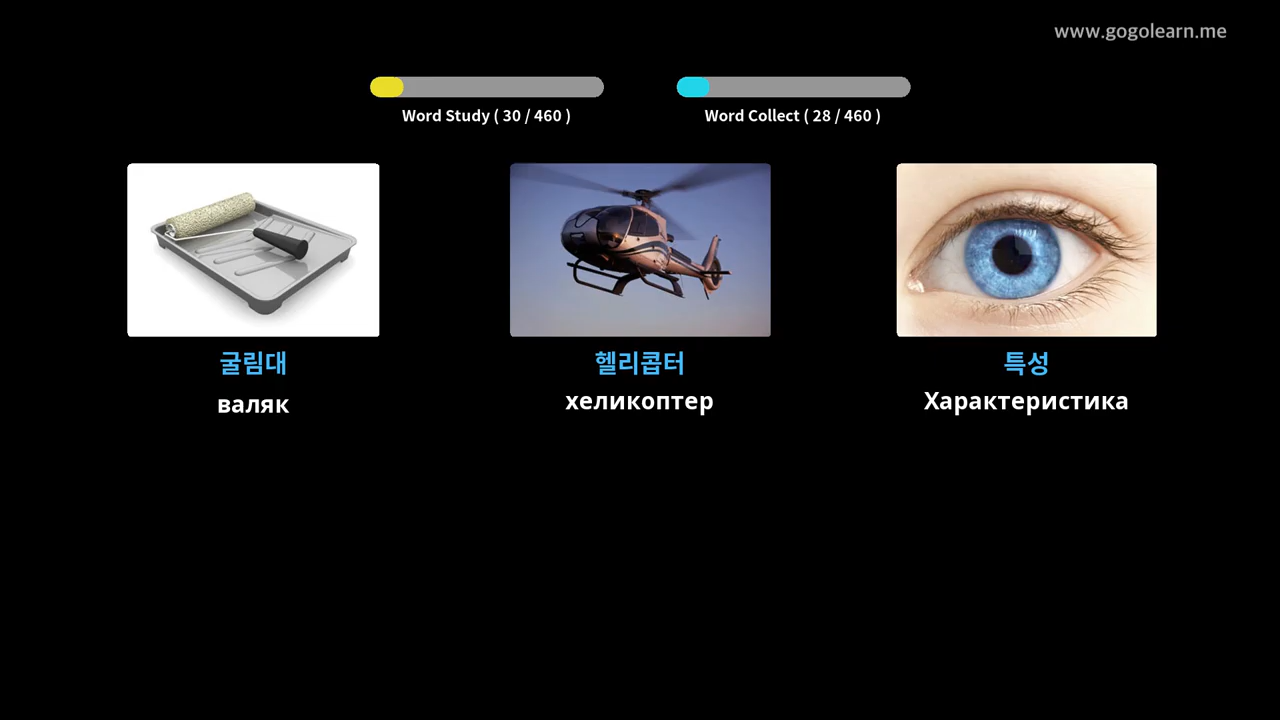 www.gogolearn.me
Word Study ( 30 / 460 )
Word Collect ( 28 / 460 )
굴림대
валяк
헬리콥터
хеликоптер
특성
Характеристика